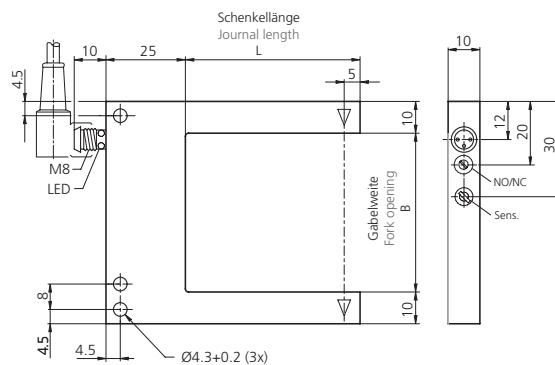 Schenkellänge
Journal length
10
25
L
10
4.5
5
10
12
20
30
M8
LED
Gabelweite
Fork opening
B
NO/NC
Sens.
8
4.5
10
4.5
Ø4.3+0.2 (3x)